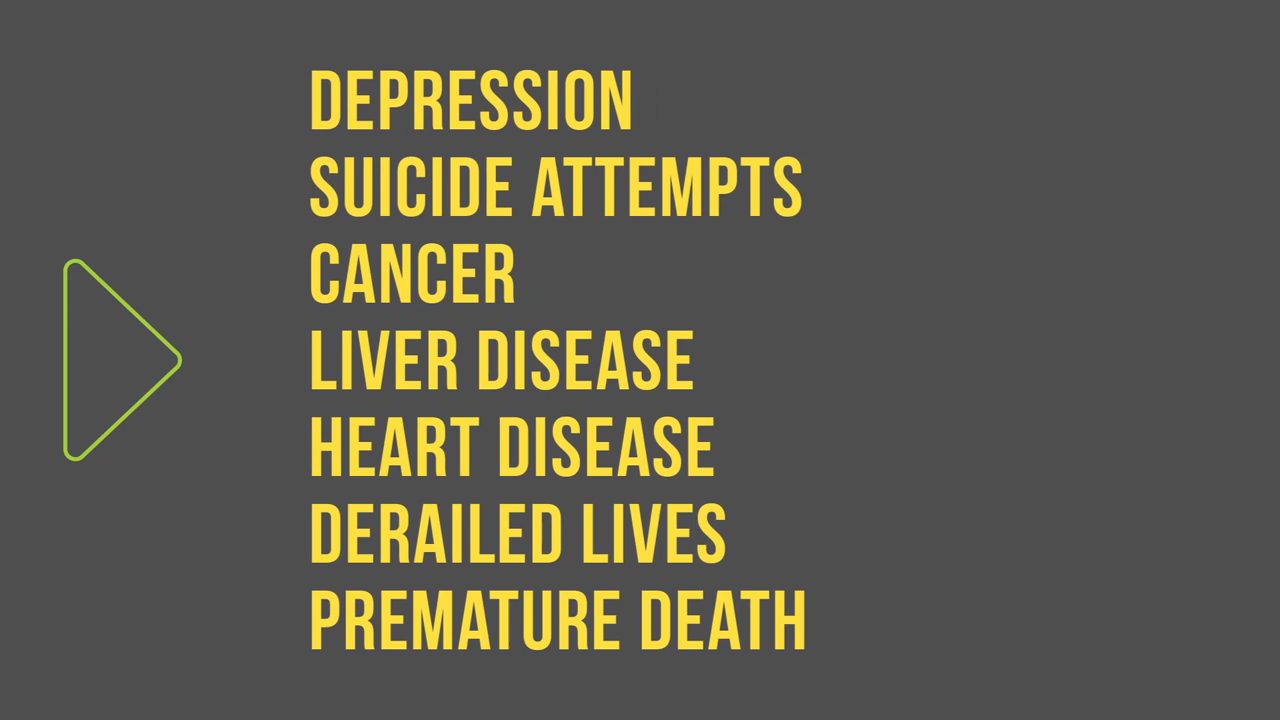 DEPRESSION
SUICIDE ATTEMPTS
CANCER
LIVER DISEASE
HEART DISEASE
DERAILED LIVES
PREMATURE DEATH